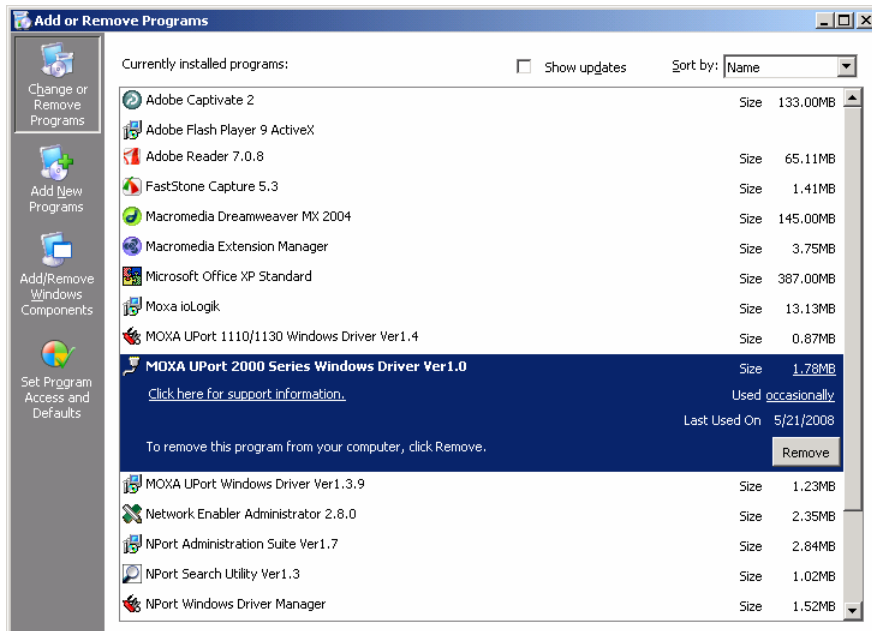 Add or Remove Programs
Change or
Remove
Programs
Add New
Programs
Add/Remove
Windows
Components
Set Program
Access and
Defaults
Currently installed programs:
Show updates
Sort by: Name
Adobe Captivate 2 Size 133.00MB
Adobe Flash Player 9 ActiveX
Adobe Reader 7.0.8 Size 65.11MB
FastStone Capture 5.3 Size 1.41MB
Macromedia Dreamweaver MX 2004 Size 145.00MB
Macromedia Extension Manager Size 3.75MB
Microsoft Office XP Standard Size 387.00MB
Moxa ioLogik Size 13.13MB
MOXA UPort 1110/1130 Windows Driver Ver1.4 Size 0.87MB
MOXA UPort 2000 Series Windows Driver Ver1.0 Size 1.78MB
Click here for support information. Used occasionally
Last Used On 5/21/2008
To remove this program from your computer, click Remove. Remove
MOXA UPort Windows Driver Ver1.3.9 Size 1.23MB
Network Enabler Administrator 2.8.0 Size 2.35MB
NPort Administration Suite Ver1.7 Size 2.84MB
NPort Search Utility Ver1.3 Size 1.02MB
NPort Windows Driver Manager Size 1.52MB